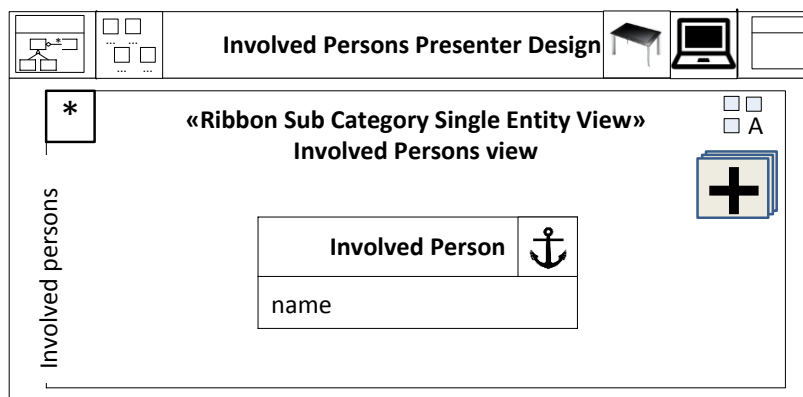 Involved Persons Presenter Design
*
... ...
... ...
*
«Ribbon Sub Category Single Entity View»
Involved Persons view
A
Involved persons
Involved Person
name